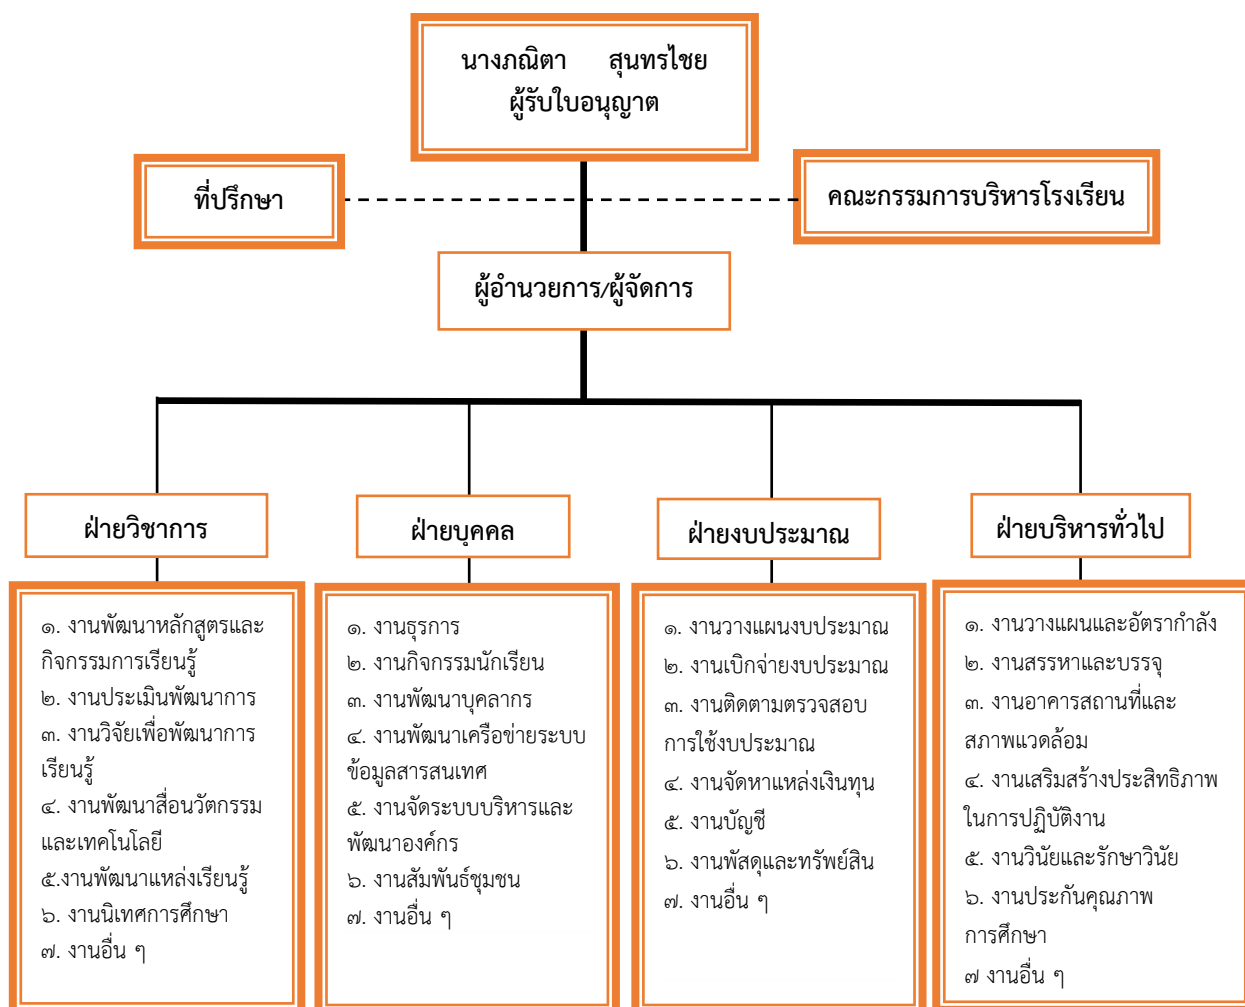 นางภณิตา สุนทรไชย
ผู้รับใบอนุญาต
ที่ปรึกษา
คณะกรรมการบริหารโรงเรียน
ผู้อำนวยการ/ผู้จัดการ
ฝ่ายวิชาการ
ฝ่ายบุคคล
ฝ่ายงบประมาณ
ฝ่ายบริหารทั่วไป
๑. งานพัฒนาหลักสูตรและ
กิจกรรมการเรียนรู้
๒. งานประเมินพัฒนาการ
๓. งานวิจัยเพื่อพัฒนาการ
เรียนรู้
๔. งานพัฒนาสื่อนวัตกรรม
และเทคโนโลยี
๕.งานพัฒนาแหล่งเรียนรู้
๖. งานนิเทศการศึกษา
๗. งานอื่น ๆ
๑. งานธุรการ
๒. งานกิจกรรมนักเรียน
๓. งานพัฒนาบุคลากร
๔. งานพัฒนาเครือข่ายระบบ
ข้อมูลสารสนเทศ
๕. งานจัดระบบบริหารและ
พัฒนาองค์กร
๖. งานสัมพันธ์ชุมชน
๗. งานอื่น ๆ
๑. งานวางแผนงบประมาณ
๒. งานเบิกจ่ายงบประมาณ
๓. งานติดตามตรวจสอบ
การใช้งบประมาณ
๔. งานจัดหาแหล่งเงินทุน
๕. งานบัญชี
๖. งานพัสดุและทรัพย์สิน
๗. งานอื่น ๆ
๑. งานวางแผนและอัตรากำลัง
๒. งานสรรหาและบรรจุ
๓. งานอาคารสถานที่และ
สภาพแวดล้อม
๔. งานเสริมสร้างประสิทธิภาพ
ในการปฏิบัติงาน
๕. งานวินัยและรักษาวินัย
๖. งานประกันคุณภาพ
การศึกษา
๗ งานอื่น ๆ